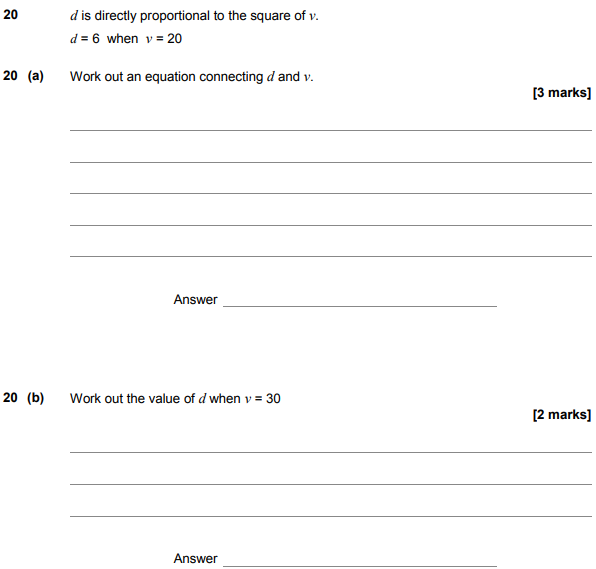 20 d is directly proportional to the square of v.
d = 6 when v = 20
20 (a) Work out an equation connecting d and v.
[3 marks]
Answer
20 (b) Work out the value of d when v = 30
[2 marks]
Answer